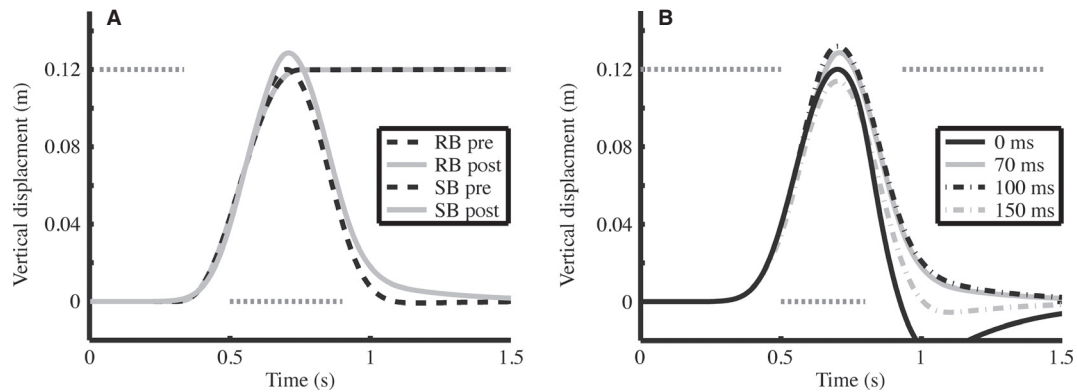 A
Vertical displacment (m)
0.12
0.08
0.04
0
0
0.5
1
1.5
Time (s)
RB pre
RB post
SB pre
SB post
B
Vertical displacment (m)
0.12
0.08
0.04
0
0
0.5
1
1.5
Time (s)
0 ms
70 ms
100 ms
150 ms